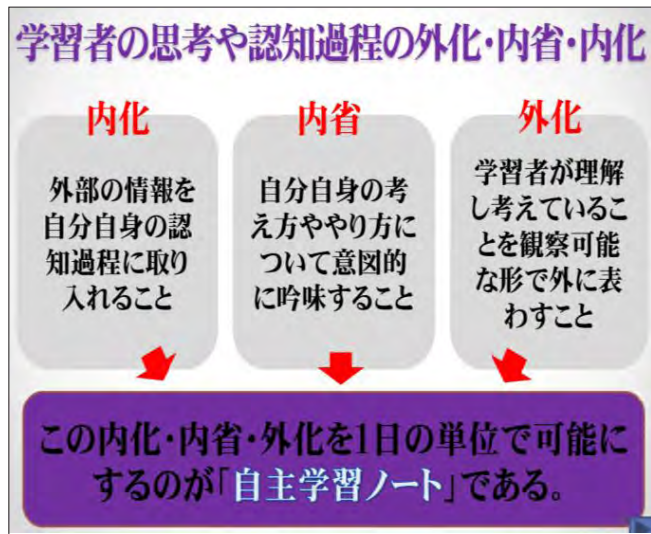 学習者の思考や認知過程の外化・内省・内化
内化
外部の情報を
自分自身の認
知過程に取り
入れること
内省
自分自身の考
え方ややり方に
ついて意図的
に吟味すること
外化
学習者が理解
し考えているこ
とを観察可能
な形で外に表
わすこと
この内化・内省・外化を1日の単位で可能に
するのが「自主学習ノート」である。